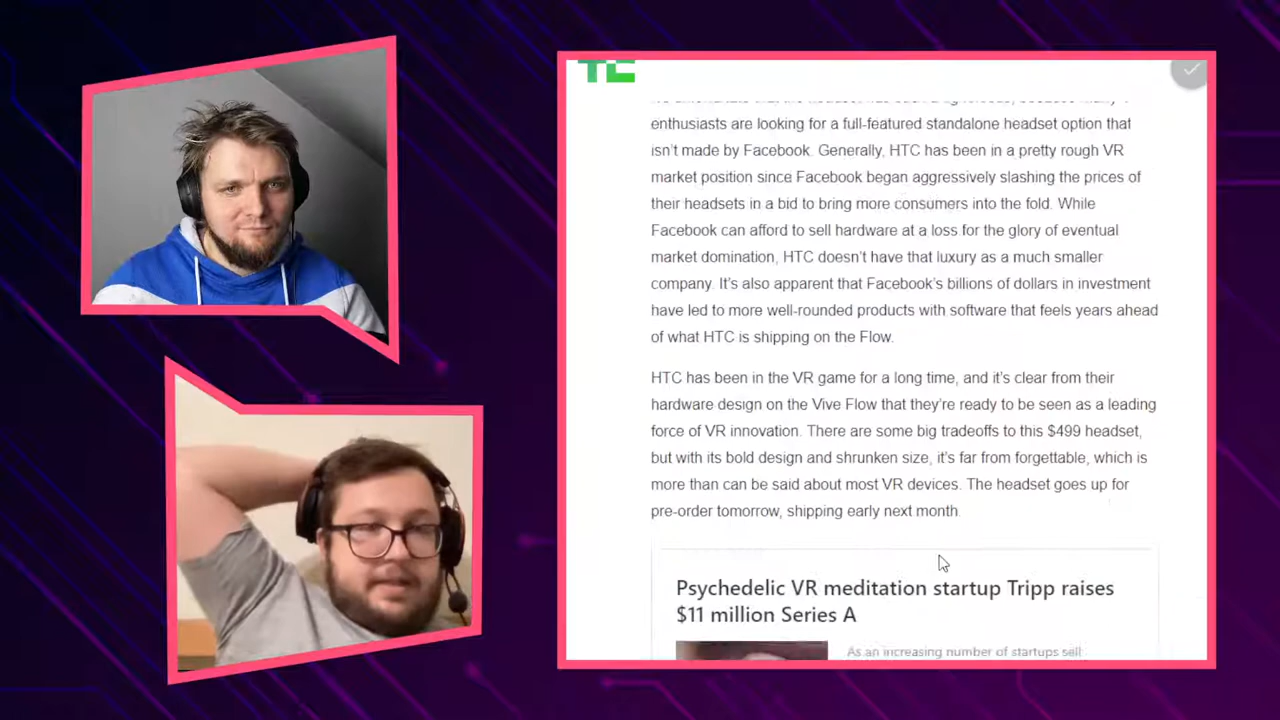 TC
enthusiasts are looking for a full-featured standalone headset option that
isn't made by Facebook. Generally, HTC has been in a pretty rough VR
market position since Facebook began aggressively slashing the prices of
their headsets in a bid to bring more consumers into the fold. While
Facebook can afford to sell hardware at a loss for the glory of eventual
market domination, HTC doesn't have that luxury as a much smaller
company. It's also apparent that Facebook's billions of dollars in investment
have led to more well-rounded products with software that feels years ahead
of what HTC is shipping on the Flow.
HTC has been in the VR game for a long time, and it's clear from their
hardware design on the Vive Flow that they're ready to be seen as a leading
force of VR innovation. There are some big tradeoffs to this $499 headset,
but with its bold design and shrunken size, it's far from forgettable, which is
more than can be said about most VR devices. The headset goes up for
pre-order tomorrow, shipping early next month.
Psychedelic VR meditation startup Tripp raises
$11 million Series A
As an increasing number of startups sell